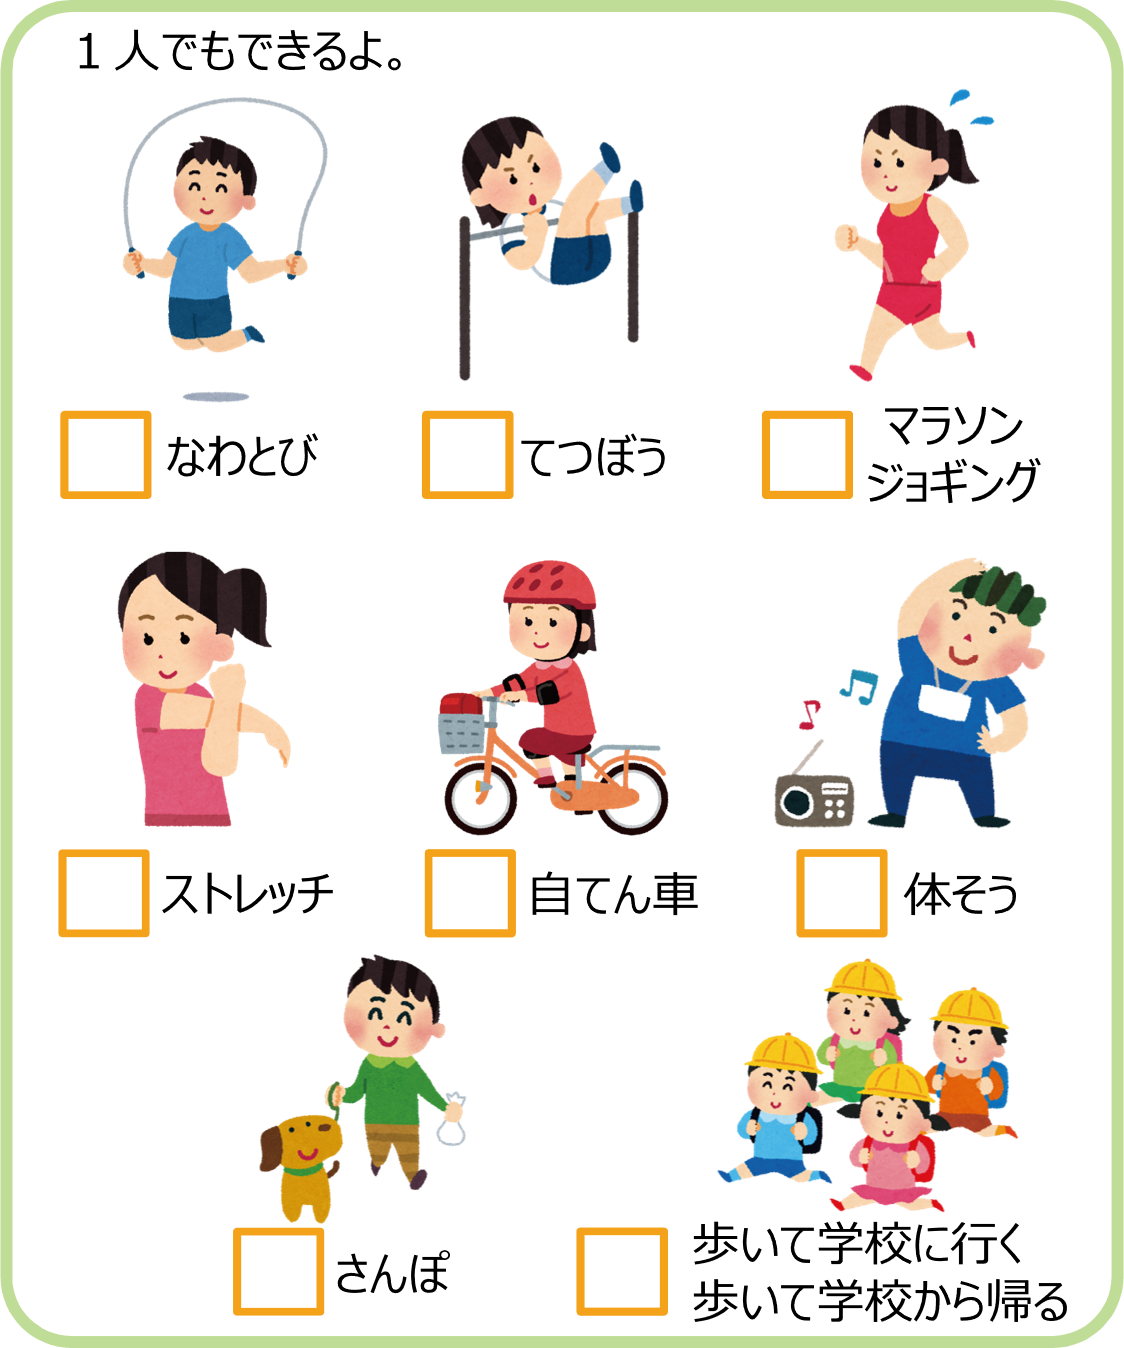 １人でもできるよ。
なわとび
てつぼう
マラソン
ジョギング
ストレッチ
自てん車
体そう
さんぽ
歩いて学校に行く
歩いて学校から帰る